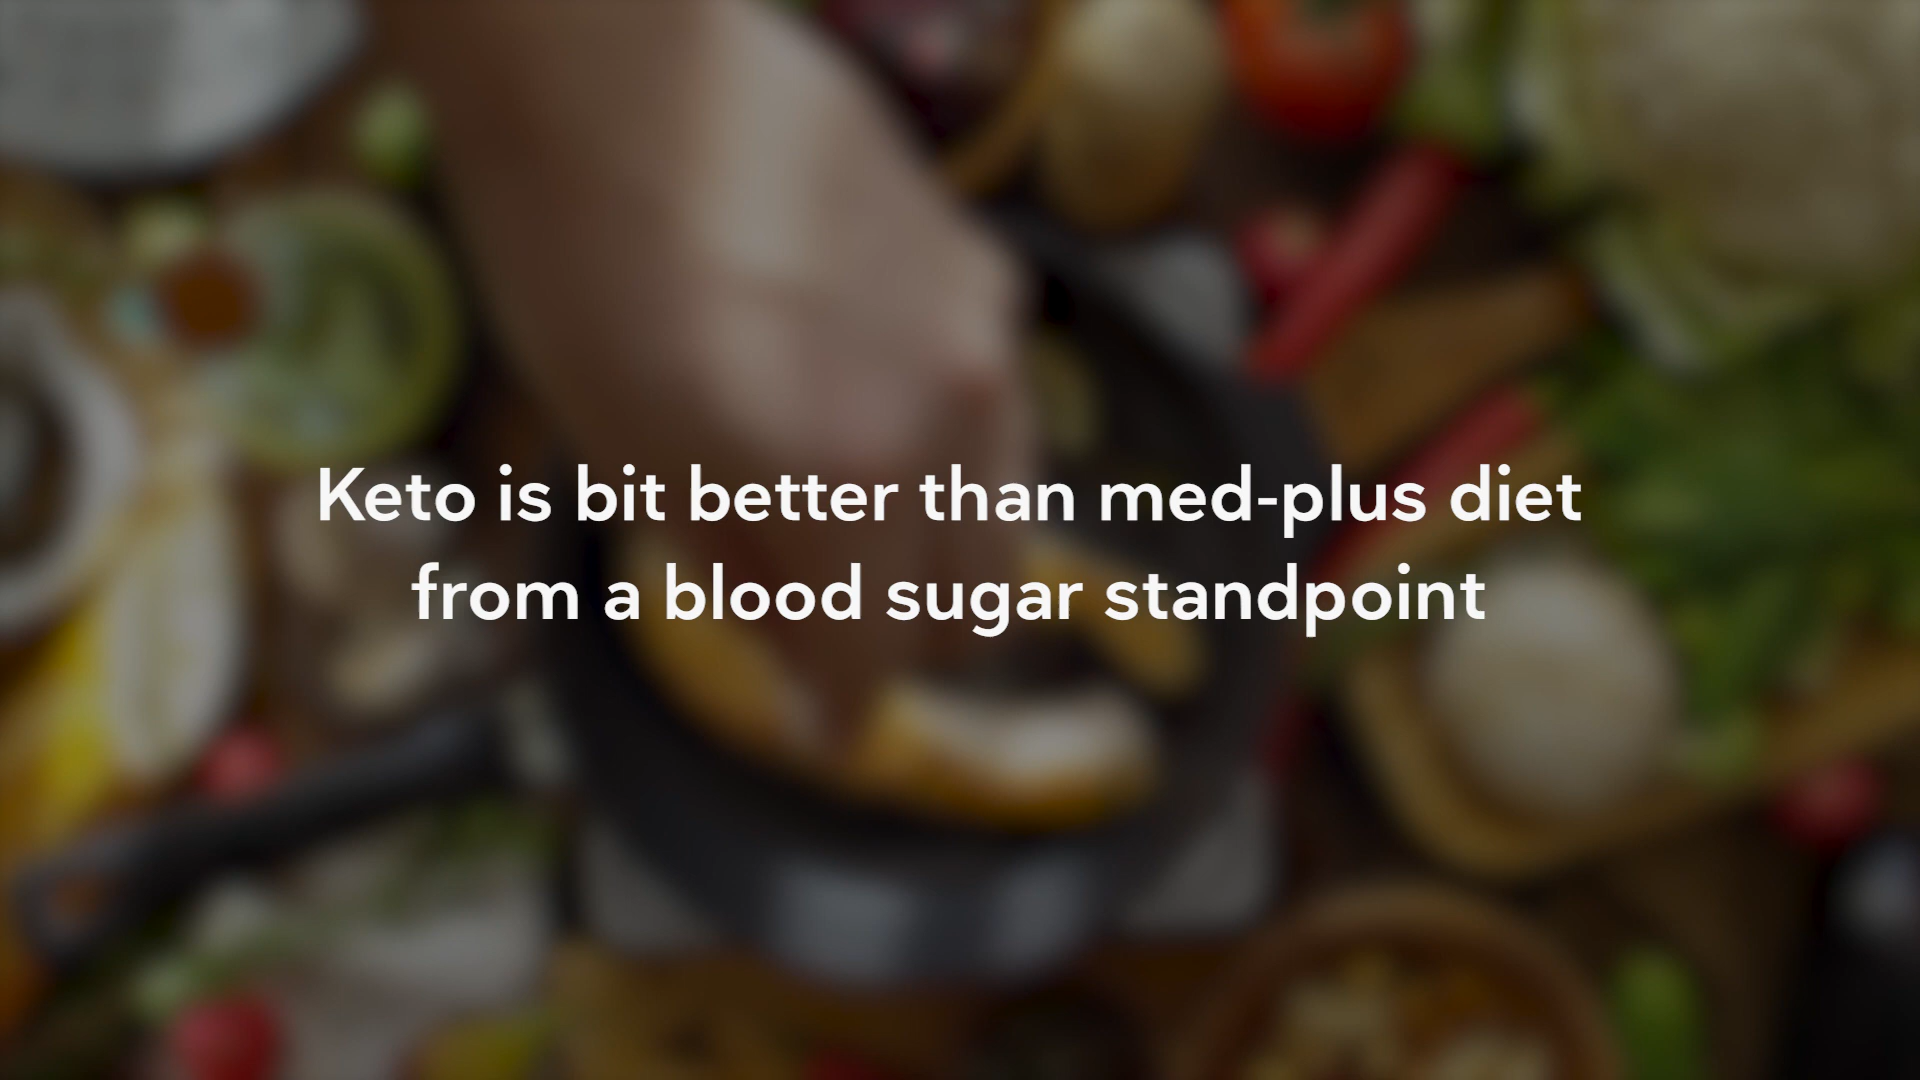 Keto is bit better than med-plus diet
from a blood sugar standpoint